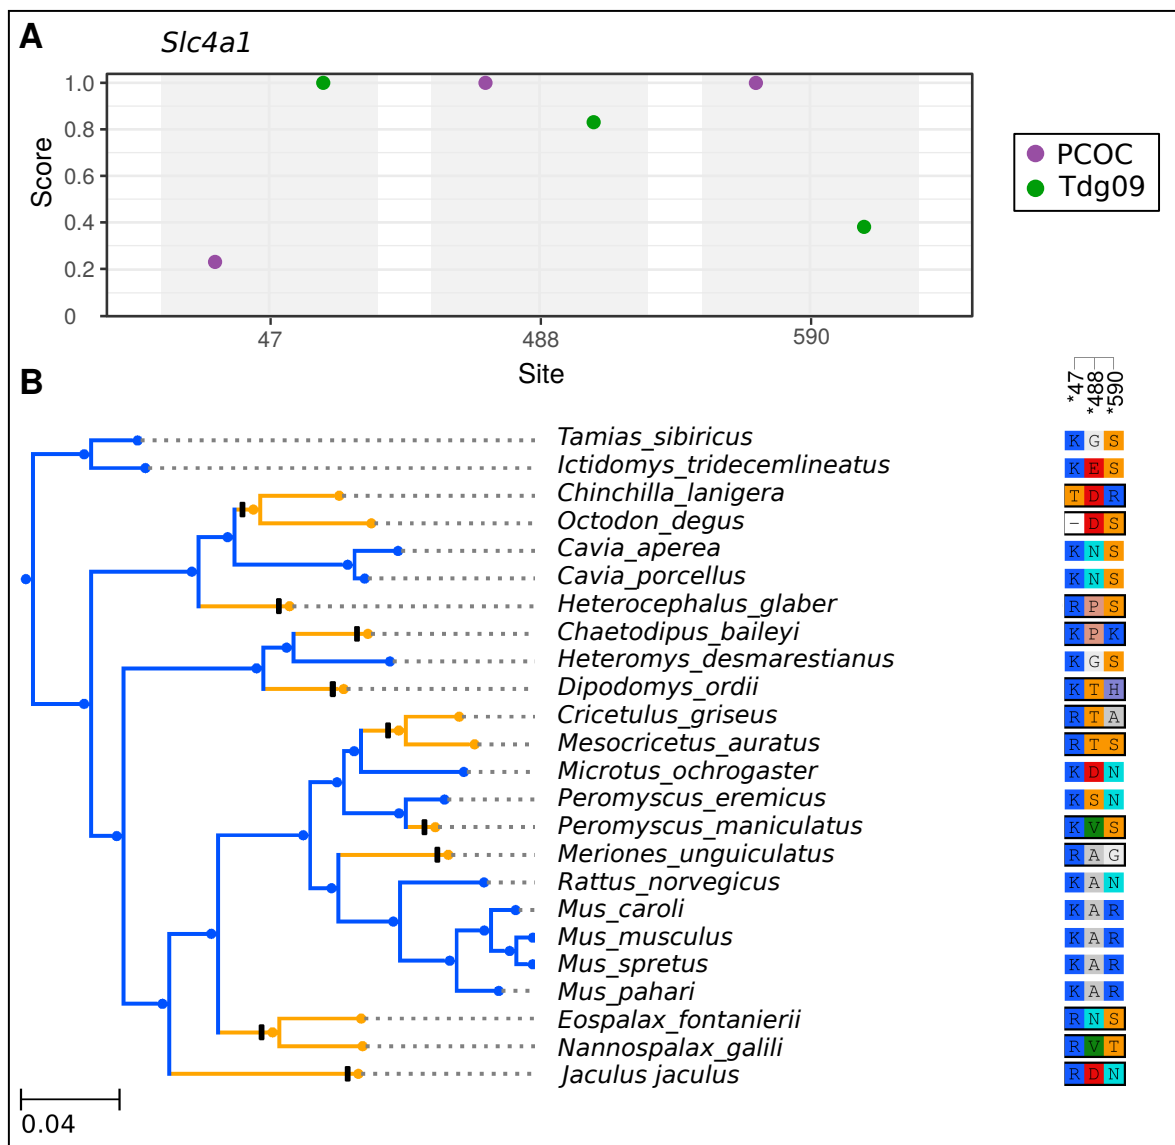 A
Slc4a1
1.0
0.8
0.6
0.4
0.2
0
Score
47
488
590
Site
PCOC
Tdg09
B
*47
*488
*590
Tamias_sibiricus K G S
Ictidomys_tridecemlineatus K E S
Chinchilla_lanigera T D R
Octodon_degus - D S
Cavia_aperea K N S
Cavia_porcellus K N S
Heterocephalus_glaber R P S
Chaetodipus_baileyi K P K
Heteromys_desmarestianus K G S
Dipodomys_ordii K T H
Cricetulus_griseus R T A
Mesocricetus_auratus R T S
Microtus_ochrogaster K D N
Peromyscus_eremicus K S N
Peromyscus_maniculatus K V S
Meriones_unguiculatus R A G
Rattus_norvegicus K A N
Mus_caroli K A R
Mus_musculus K A R
Mus_spretus K A R
Mus_pahari K A R
Eospalax_fontanierii R N S
Nannospalax_galili R V T
Jaculus jaculus R D N
0.04